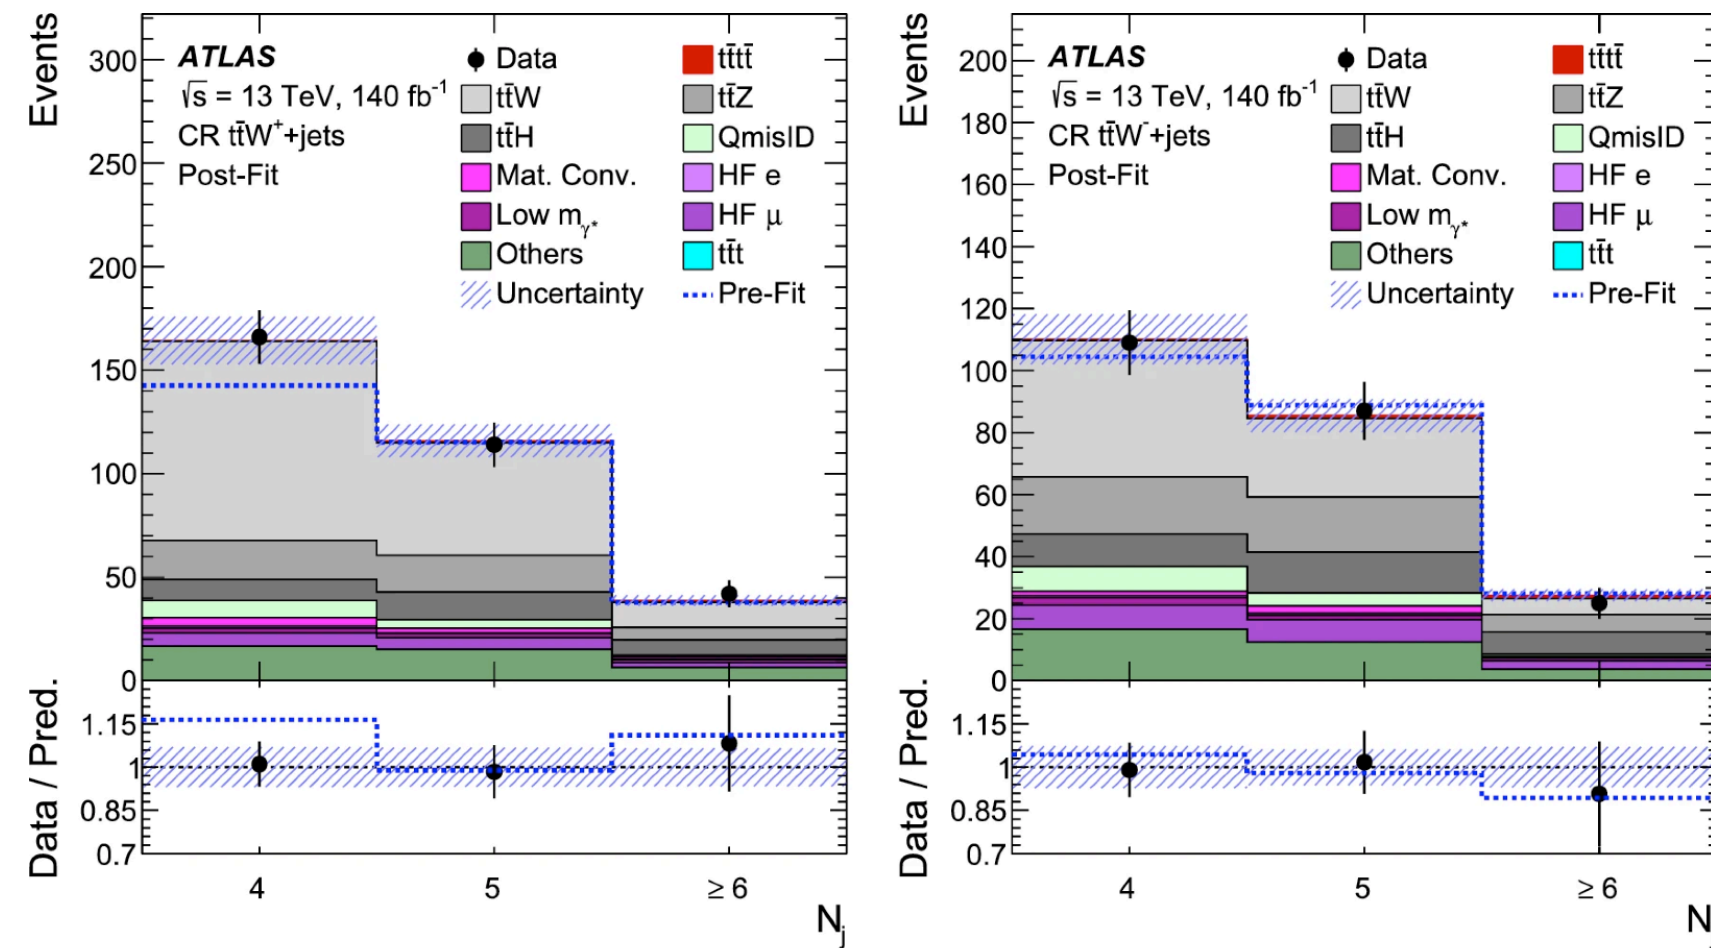 Events
300
250
200
150
100
50
0
ATLAS
√s = 13 TeV, 140 fb⁻¹
CR tt̄W⁺+jets
Post-Fit
Data
tt̄tt̄
tt̄W
tt̄Z
tt̄H
QmisID
Mat. Conv.
HF e
Low m_γ*
HF μ
Others
tt̄t
Uncertainty
Pre-Fit
Data / Pred.
1.15
1
0.85
0.7
4
5
≥ 6
N_j
Events
200
180
160
140
120
100
80
60
40
20
0
ATLAS
√s = 13 TeV, 140 fb⁻¹
CR tt̄W⁻+jets
Post-Fit
Data
tt̄tt̄
tt̄W
tt̄Z
tt̄H
QmisID
Mat. Conv.
HF e
Low m_γ*
HF μ
Others
tt̄t
Uncertainty
Pre-Fit
Data / Pred.
1.15
1
0.85
0.7
4
5
≥ 6
N_j